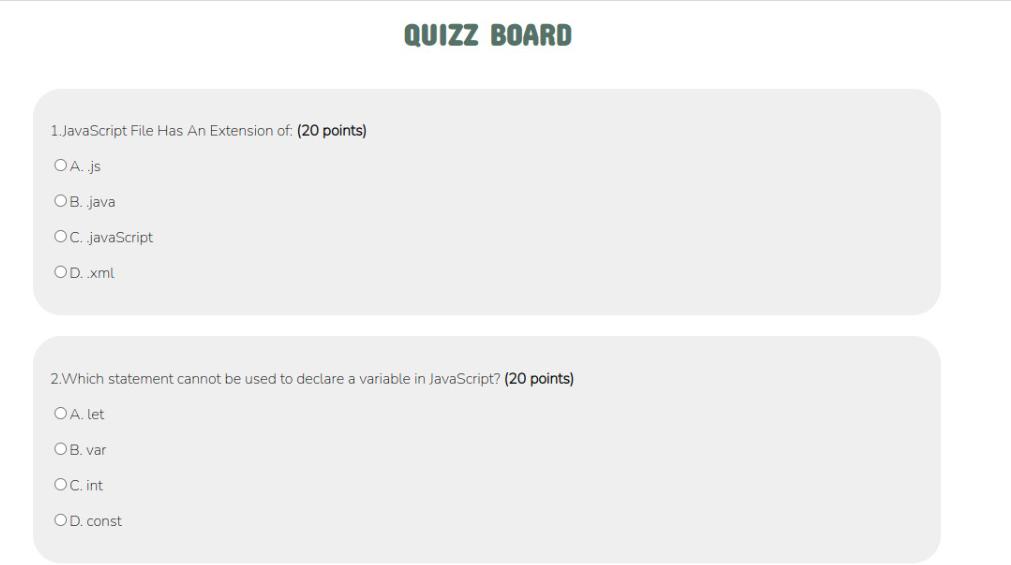 QUIZZ BOARD
1.JavaScript File Has An Extension of: (20 points)
A. .js
B. .java
C. .javaScript
D. .xml
2.Which statement cannot be used to declare a variable in JavaScript? (20 points)
A. let
B. var
C. int
D. const